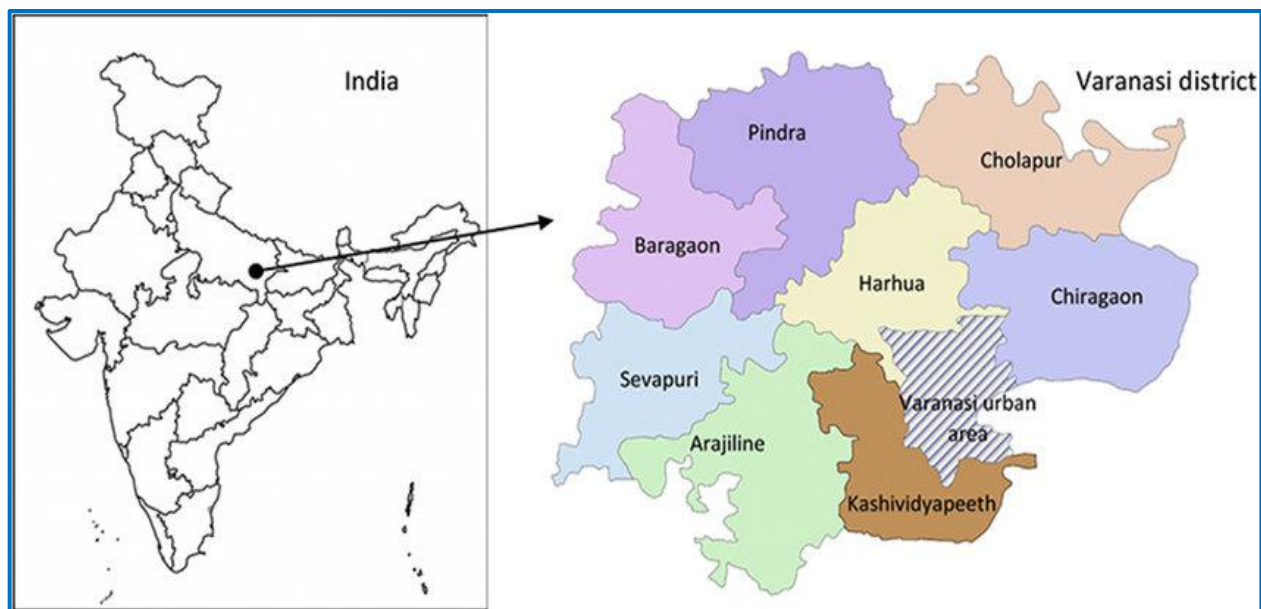 India
Varanasi district
Pindra
Cholapur
Baragaon
Harhua
Chiragaon
Sevapuri
Varanasi urban
area
Arajiline
Kashividyapeeth